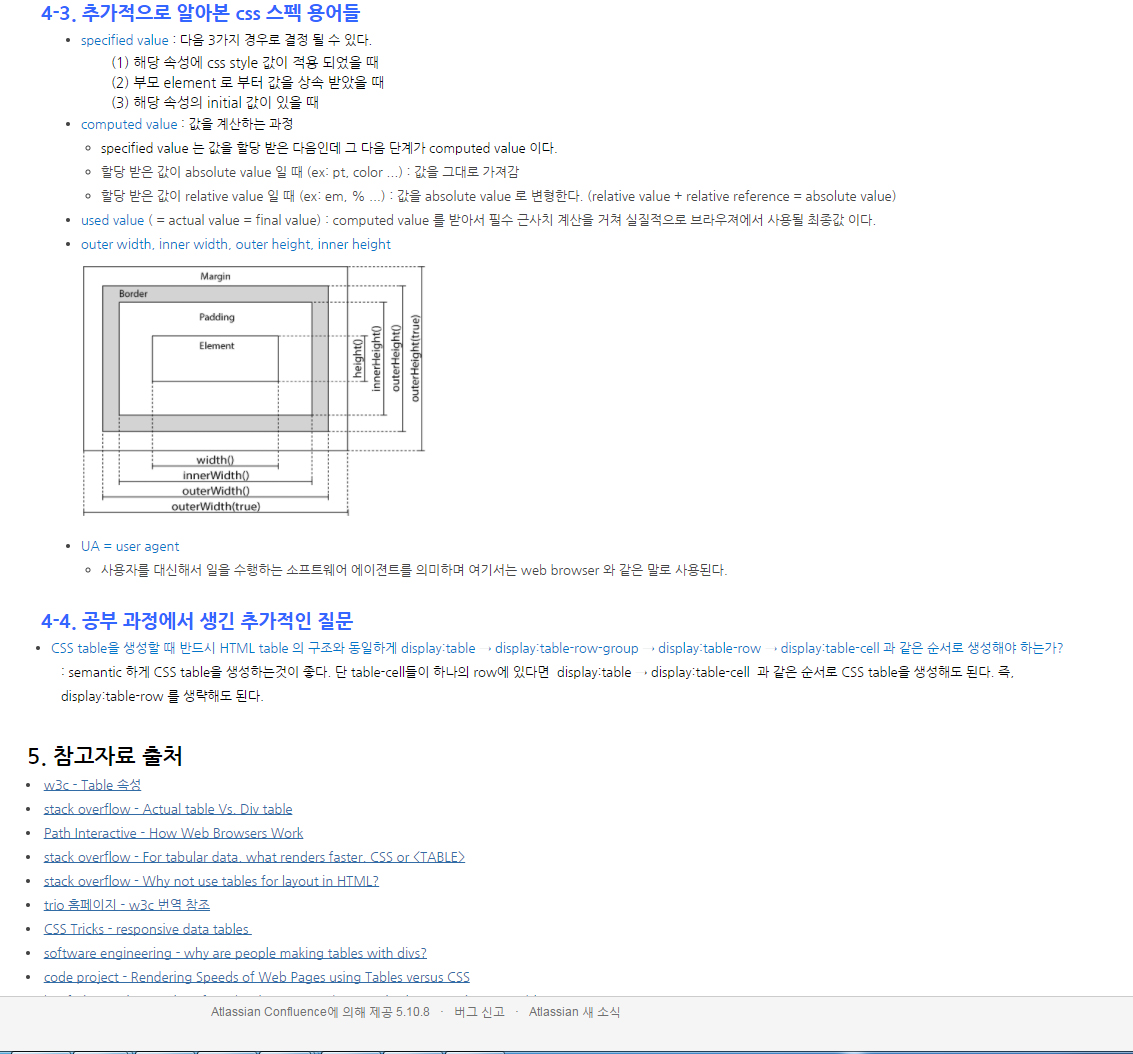 4-3. 추가적으로 알아본 css 스펙 용어들
• specified value : 다음 3가지 경우로 결정 될 수 있다.
(1) 해당 속성에 css style 값이 적용 되었을 때
(2) 부모 element 로 부터 값을 상속 받았을 때
(3) 해당 속성의 initial 값이 있을 때
• computed value : 값을 계산하는 과정
◦ specified value 는 값을 할당 받은 다음인데 그 다음 단계가 computed value 이다.
◦ 할당 받은 값이 absolute value 일 때 (ex: pt, color ...) : 값을 그대로 가져감
◦ 할당 받은 값이 relative value 일 때 (ex: em, % ...) : 값을 absolute value 로 변형한다. (relative value + relative reference = absolute value)
• used value ( = actual value = final value) : computed value 를 받아서 필수 근사치 계산을 거쳐 실질적으로 브라우져에서 사용될 최종값 이다.
• outer width, inner width, outer height, inner height
Margin
Border
Padding
Element
height()
innerHeight()
outerHeight()
outerHeight(true)
width()
innerWidth()
outerWidth()
outerWidth(true)
• UA = user agent
◦ 사용자를 대신해서 일을 수행하는 소프트웨어 에이젼트를 의미하며 여기서는 web browser 와 같은 말로 사용된다.
4-4. 공부 과정에서 생긴 추가적인 질문
• CSS table을 생성할 때 반드시 HTML table 의 구조와 동일하게 display:table → display:table-row-group → display:table-row → display:table-cell 과 같은 순서로 생성해야 하는가?
: semantic 하게 CSS table을 생성하는것이 좋다. 단 table-cell들이 하나의 row에 있다면 display:table → display:table-cell 과 같은 순서로 CSS table을 생성해도 된다. 즉,
display:table-row 를 생략해도 된다.
5. 참고자료 출처
• w3c - Table 속성
• stack overflow - Actual table Vs. Div table
• Path Interactive - How Web Browsers Work
• stack overflow - For tabular data, what renders faster, CSS or <TABLE>
• stack overflow - Why not use tables for layout in HTML?
• trio 홈페이지 - w3c 번역 참조
• CSS Tricks - responsive data tables
• software engineering - why are people making tables with divs?
• code project - Rendering Speeds of Web Pages using Tables versus CSS
Atlassian Confluence에 의해 제공 5.10.8 · 버그 신고 · Atlassian 새 소식